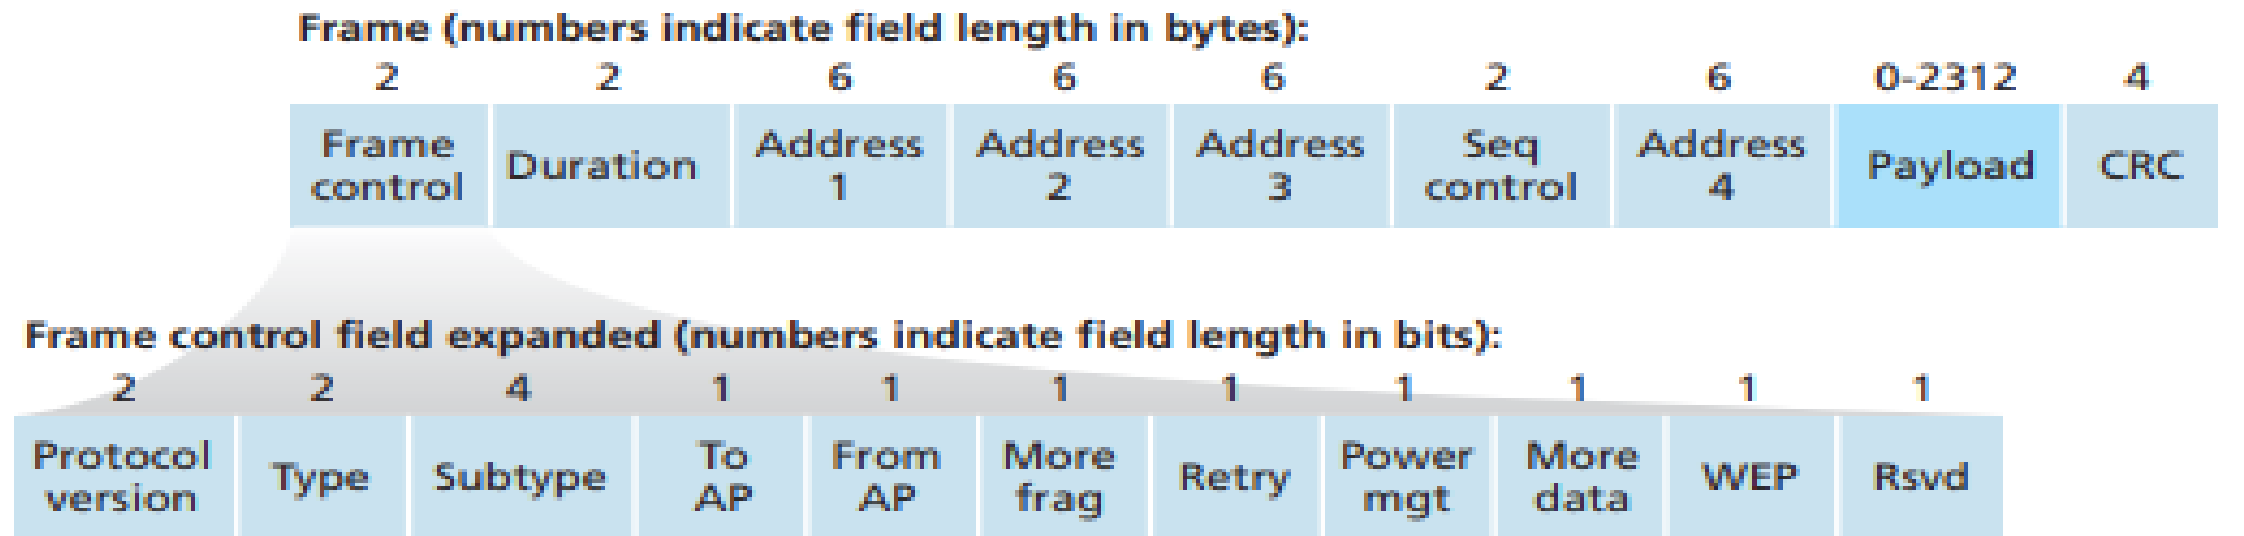 Frame (numbers indicate field length in bytes):
2 2 6 6 6 2 6 0-2312 4
Frame control
Duration
Address 1
Address 2
Address 3
Seq control
Address 4
Payload
CRC
Frame control field expanded (numbers indicate field length in bits):
2 2 4 1 1 1 1 1 1 1 1
Protocol version
Type
Subtype
To AP
From AP
More frag
Retry
Power mgt
More data
WEP
Rsvd